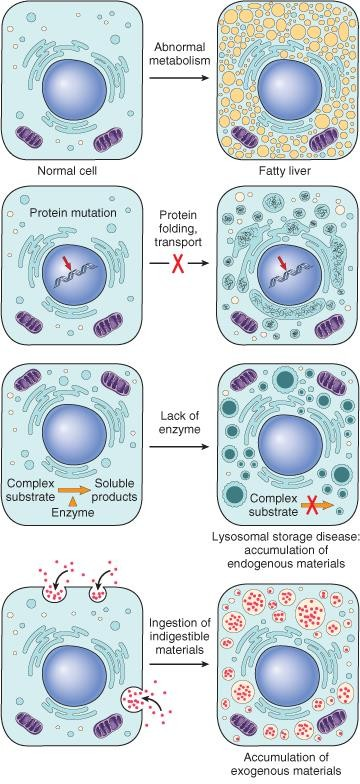 Abnormal
metabolism
Normal cell
Fatty liver
Protein mutation
Protein
folding,
transport
Lack of
enzyme
Complex
substrate
Soluble
products
Enzyme
Complex
substrate
Lysosomal storage disease:
accumulation of
endogenous materials
Ingestion of
indigestible
materials
Accumulation of
exogenous materials